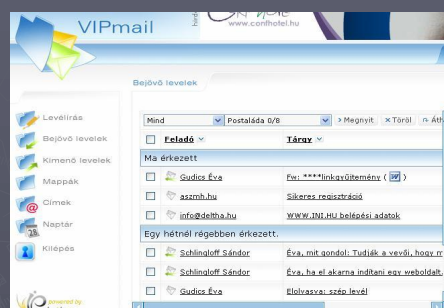 VIPmail
www.confhotel.hu
Bejövő levelek
Levélírás
Bejövő levelek
Kimenő levelek
Mappák
Címek
Naptár
Kilépés
Mind Postaláda 0/8 > Megnyit × Töröl Áth
Feladó Tárgy
Ma érkezett
Gudics Éva Fw: ****linkgyűjtemény ( W )
aszmh.hu Sikeres regisztráció
info@deltha.hu WWW.INI.HU belépési adatok
Egy hétnél régebben érkezett.
Schlingloff Sándor Éva, mit gondol: Tudják a vevői, hogy m
Schlingloff Sándor Éva, ha el akarna indítani egy weboldalt.
Gudics Éva Elolvasva: szép levél
powered by